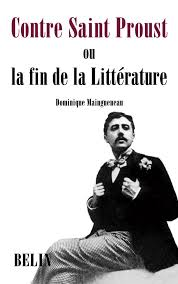 Contre Saint Proust
ou
la fin de la Littérature
Dominique Maingueneau
BELIN